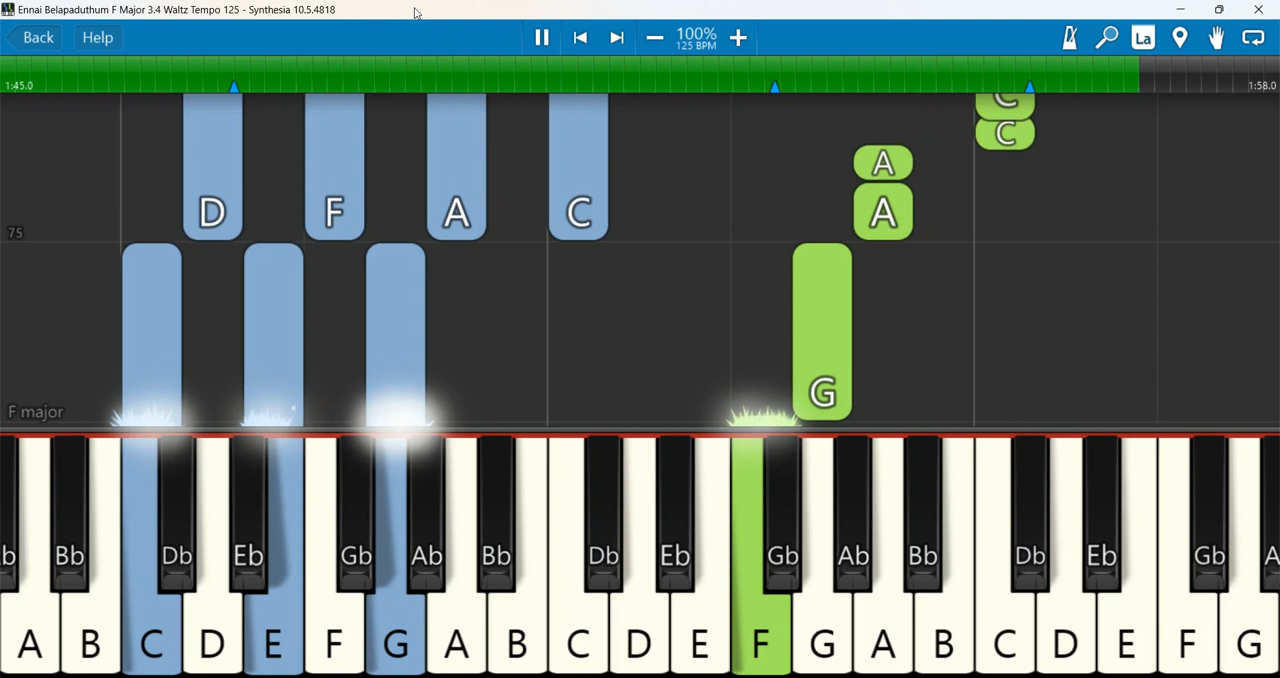 Ennai Belapaduthum F Major 3.4 Waltz Tempo 125 - Synthesia 10.5.4818
Back Help 100% La
125 BPM
1:45.0 1:58.0
C
C
A
D F A C A
75
G
F major
b Bb Db Eb Gb Ab Bb Db Eb Gb Ab Bb Db Eb Gb A
A B C D E F G A B C D E F G A B C D E F G